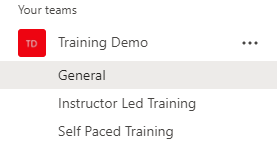 Your teams
TD Training Demo ...
General
Instructor Led Training
Self Paced Training